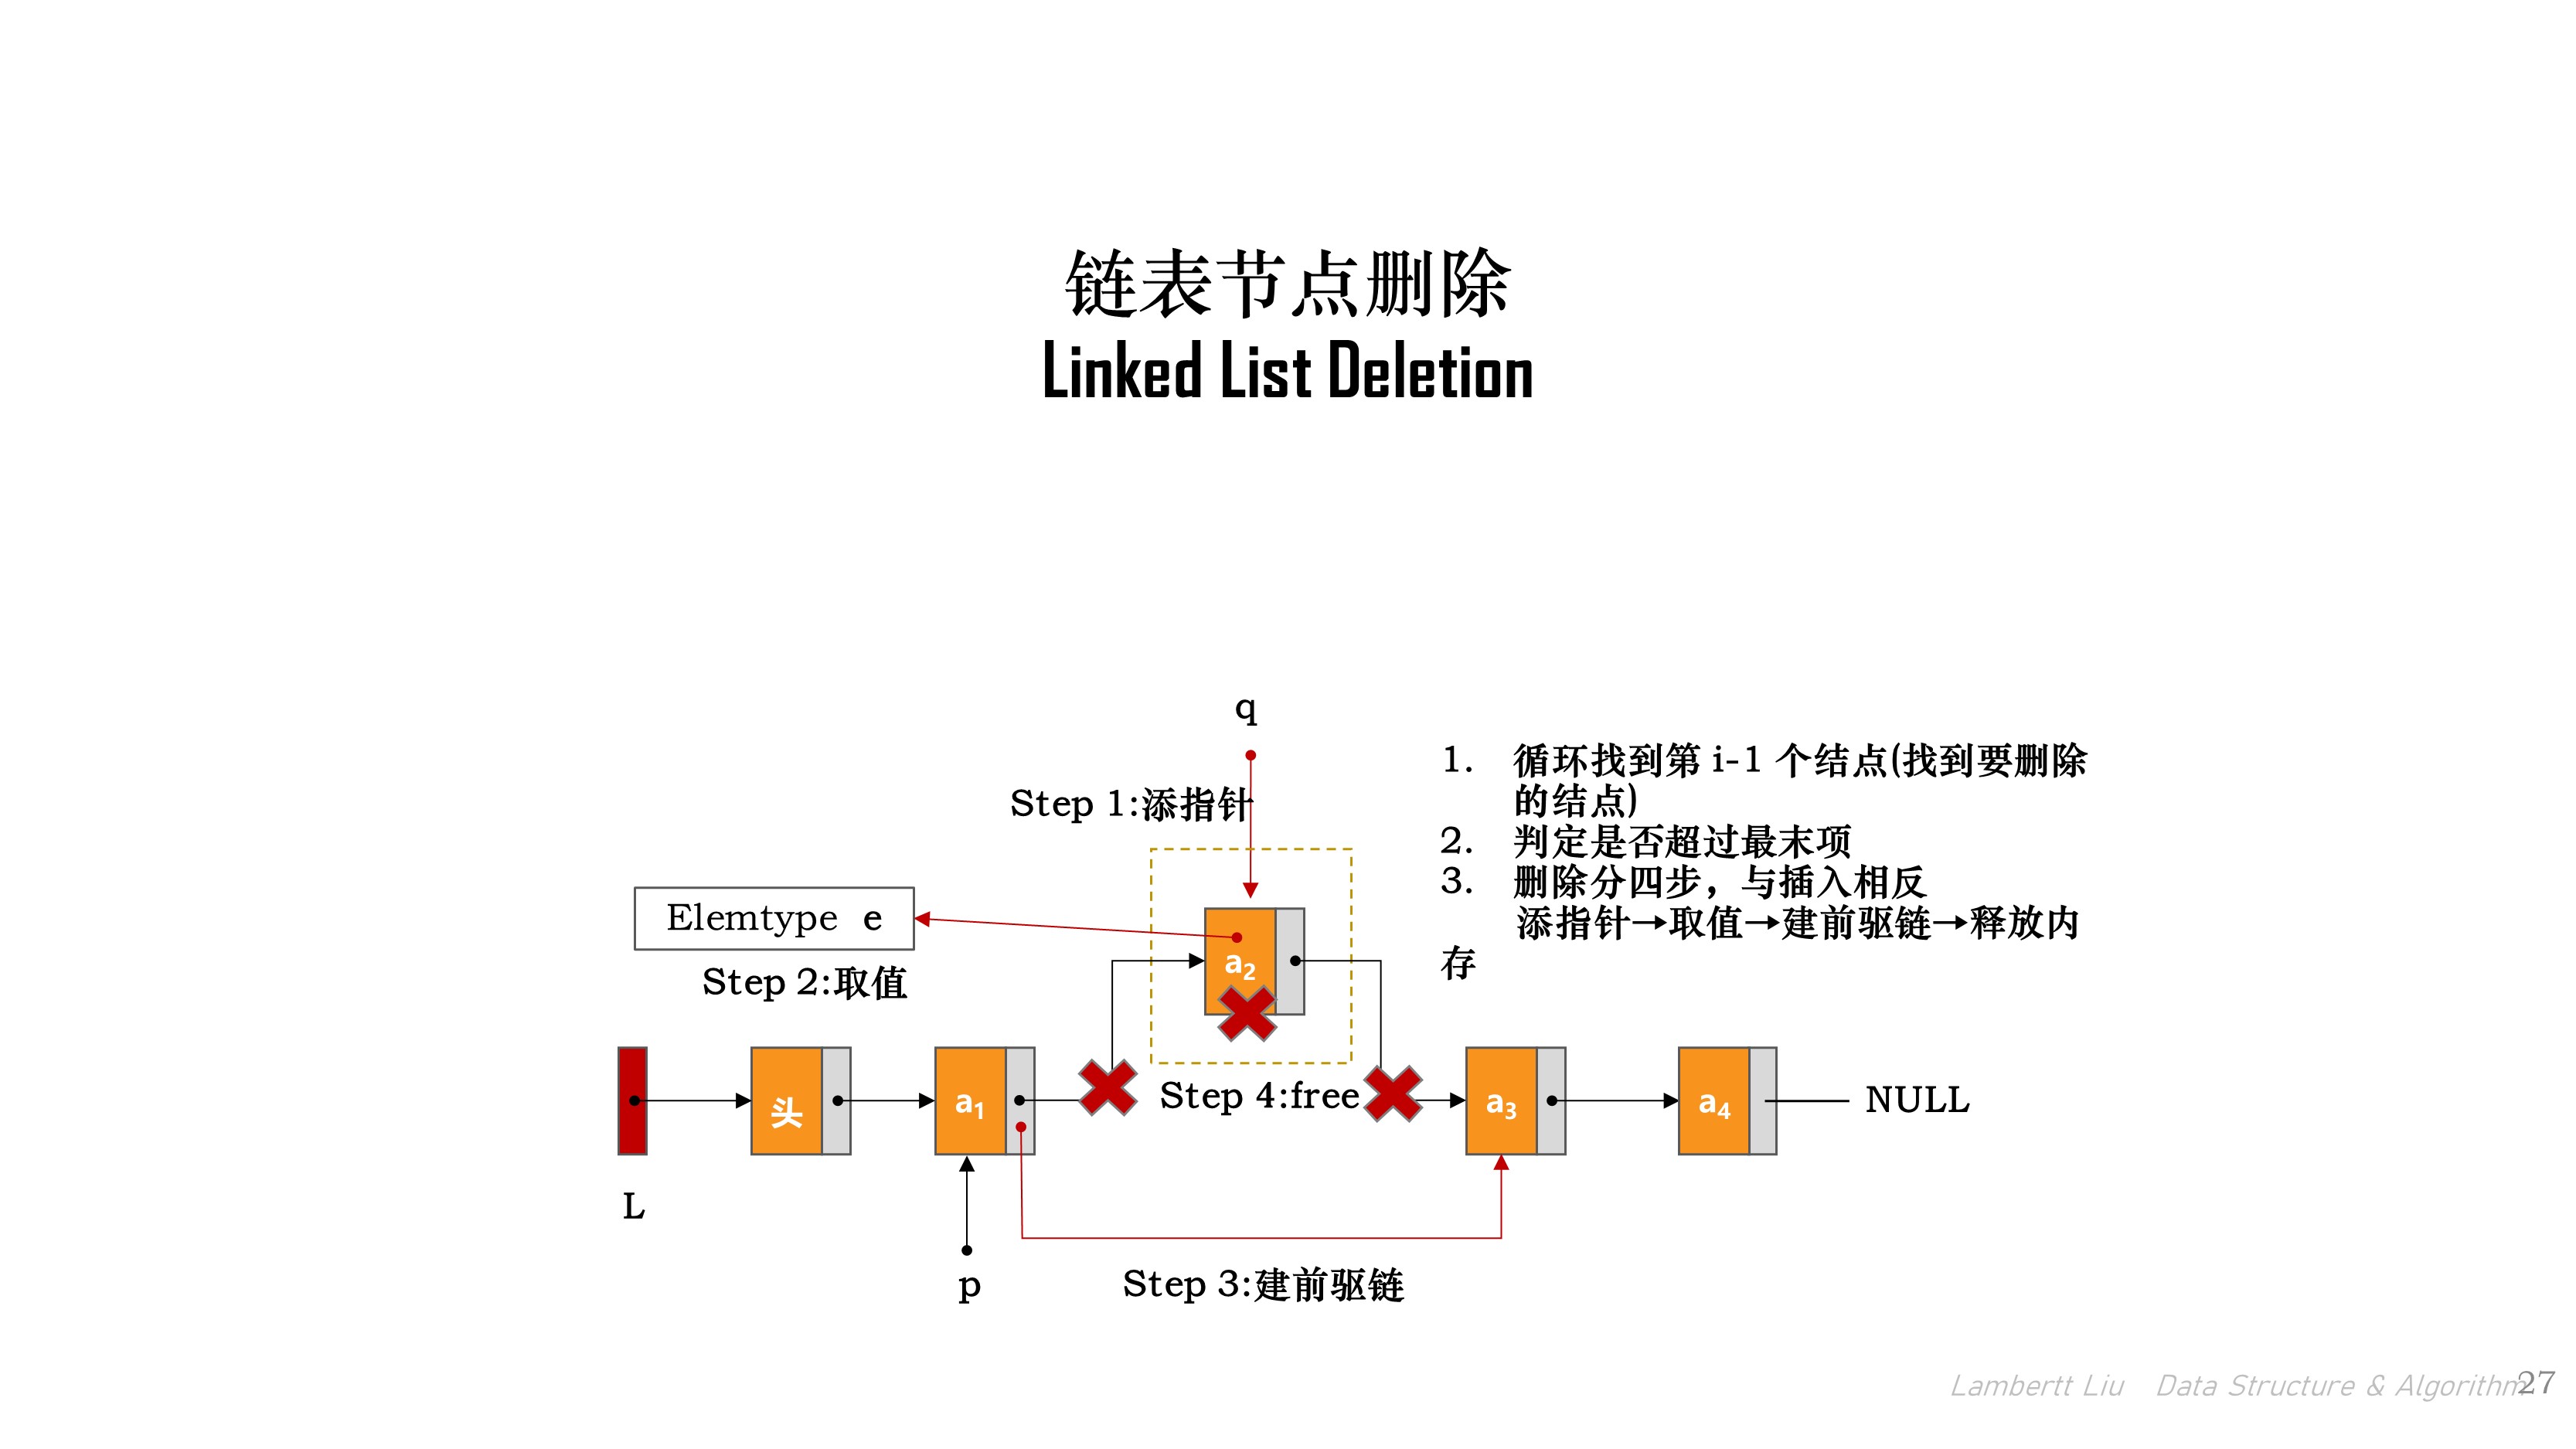 链表节点删除
Linked List Deletion
q
Step 1:添指针
1. 循环找到第 i-1 个结点(找到要删除
的结点)
2. 判定是否超过最末项
3. 删除分四步，与插入相反
添指针→取值→建前驱链→释放内
存
Elemtype e
Step 2:取值
a2
Step 4:free
头
a1
a3
a4
NULL
L
p
Step 3:建前驱链
Lambertt Liu Data Structure & Algorithm
27